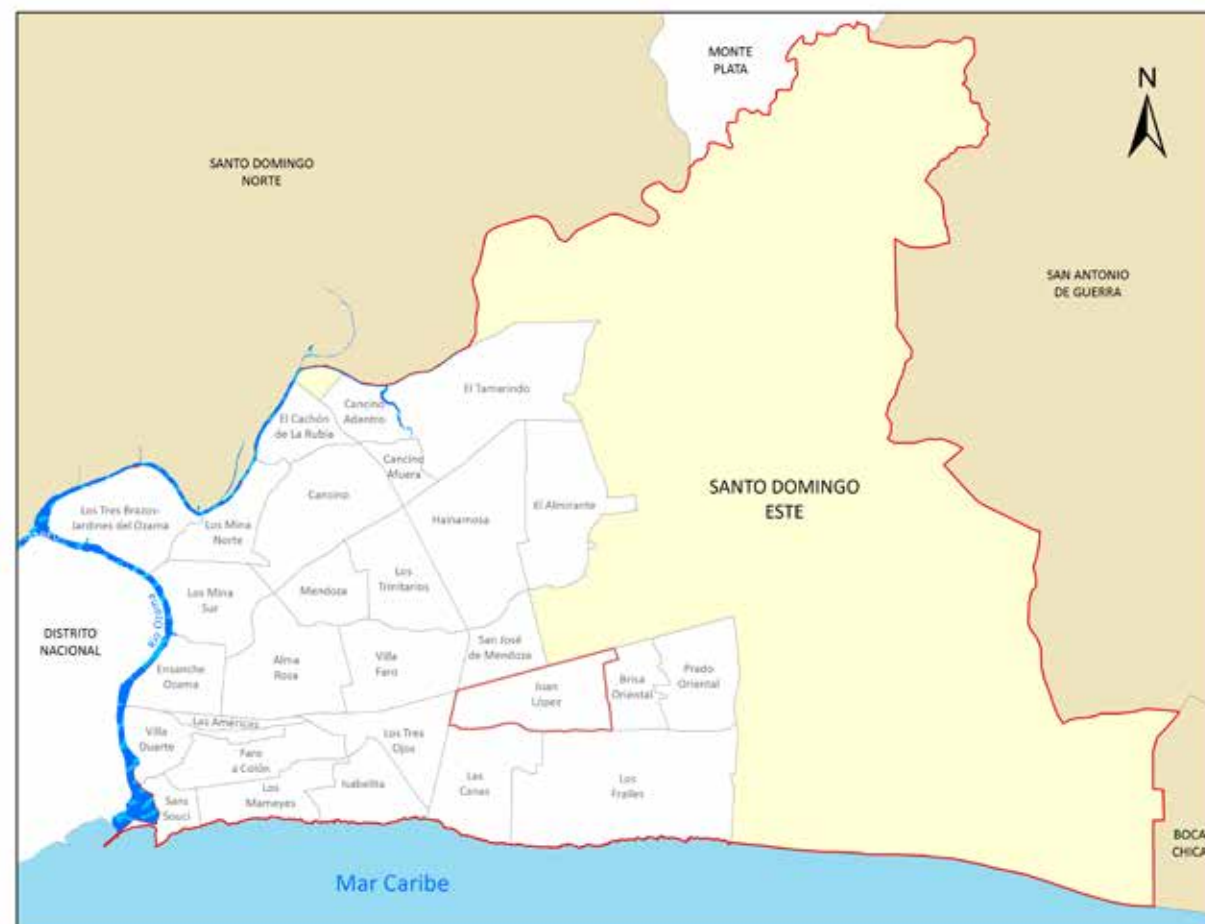 MONTE
PLATA
N
SANTO DOMINGO
NORTE
SAN ANTONIO
DE GUERRA
El Tamarindo
Cancino
Adentro
El Cachón
de La Rubia
Cancino
Afuera
Cansino
Hainamosa
El Almirante
SANTO DOMINGO
ESTE
Los Tres Brazos-
Jardines del Ozama
Los Mina
Norte
Los Mina
Sur
Mendoza
Los
Trinitarios
DISTRITO
NACIONAL
Ozama
San José
de Mendoza
Ensanche
Ozama
Alma
Rosa
Villa
Faro
Juan
López
Brisa
Oriental
Prado
Oriental
Villa
Duarte
Las Américas
Los Tres
Ojos
Faro
a Colón
Isabelita
Los
Mameyes
Las
Canas
Los
Frailes
Sans
Souci
BOCA
CHICA
Mar Caribe